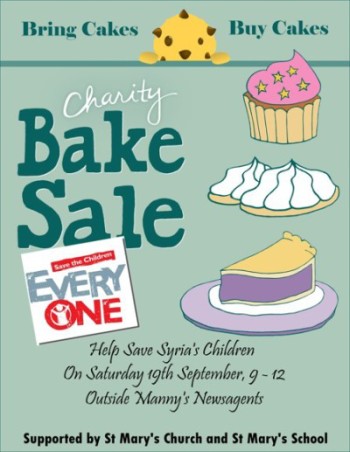 Bring Cakes Buy Cakes
Charity
Bake
Sale
Save the Children
EVERY
ONE
Help Save Syria's Children
On Saturday 19th September, 9 - 12
Outside Manny's Newsagents
Supported by St Mary's Church and St Mary's School